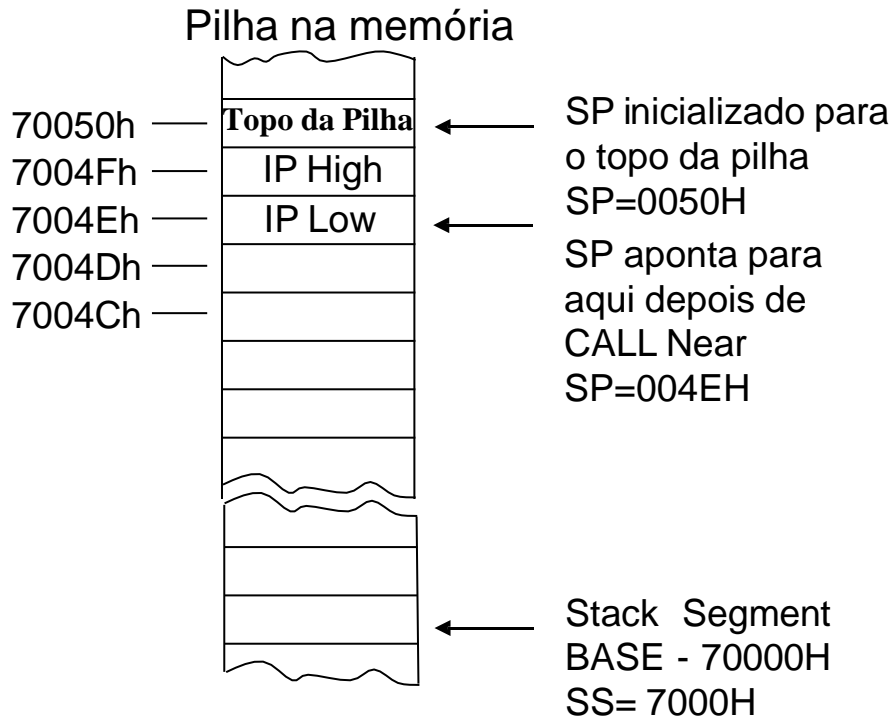 Pilha na memória
70050h
Topo da Pilha
SP inicializado para
o topo da pilha
SP=0050H
7004Fh
IP High
7004Eh
IP Low
SP aponta para
aqui depois de
CALL Near
SP=004EH
7004Dh
7004Ch
Stack Segment
BASE - 70000H
SS= 7000H